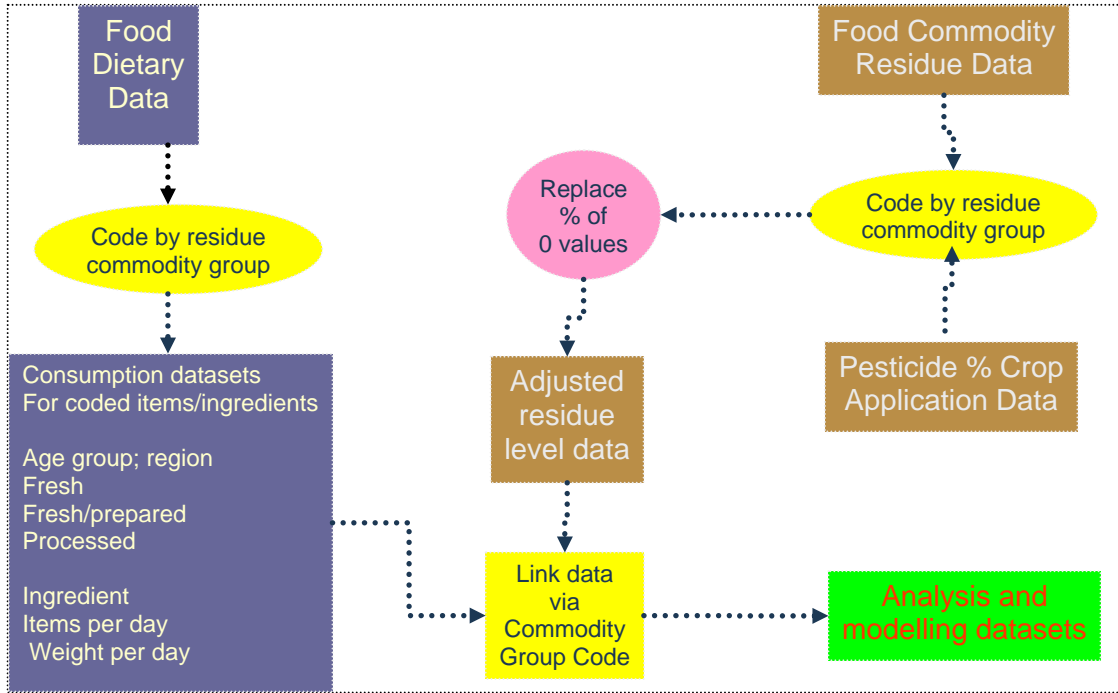 Food
Dietary
Data
Food Commodity
Residue Data
Replace
% of
0 values
Code by residue
commodity group
Code by residue
commodity group
Consumption datasets
For coded items/ingredients
Age group; region
Fresh
Fresh/prepared
Processed
Ingredient
Items per day
Weight per day
Adjusted
residue
level data
Pesticide % Crop
Application Data
Link data
via
Commodity
Group Code
Analysis and
modelling datasets